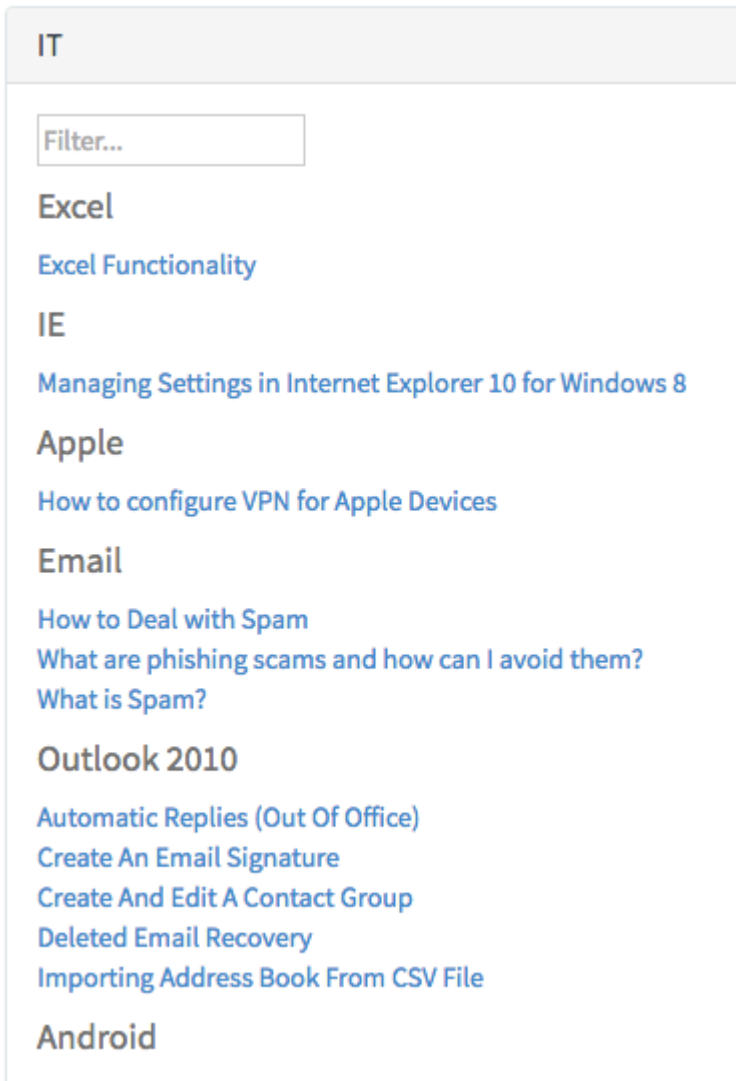 IT
Filter...
Excel
Excel Functionality
IE
Managing Settings in Internet Explorer 10 for Windows 8
Apple
How to configure VPN for Apple Devices
Email
How to Deal with Spam
What are phishing scams and how can I avoid them?
What is Spam?
Outlook 2010
Automatic Replies (Out Of Office)
Create An Email Signature
Create And Edit A Contact Group
Deleted Email Recovery
Importing Address Book From CSV File
Android